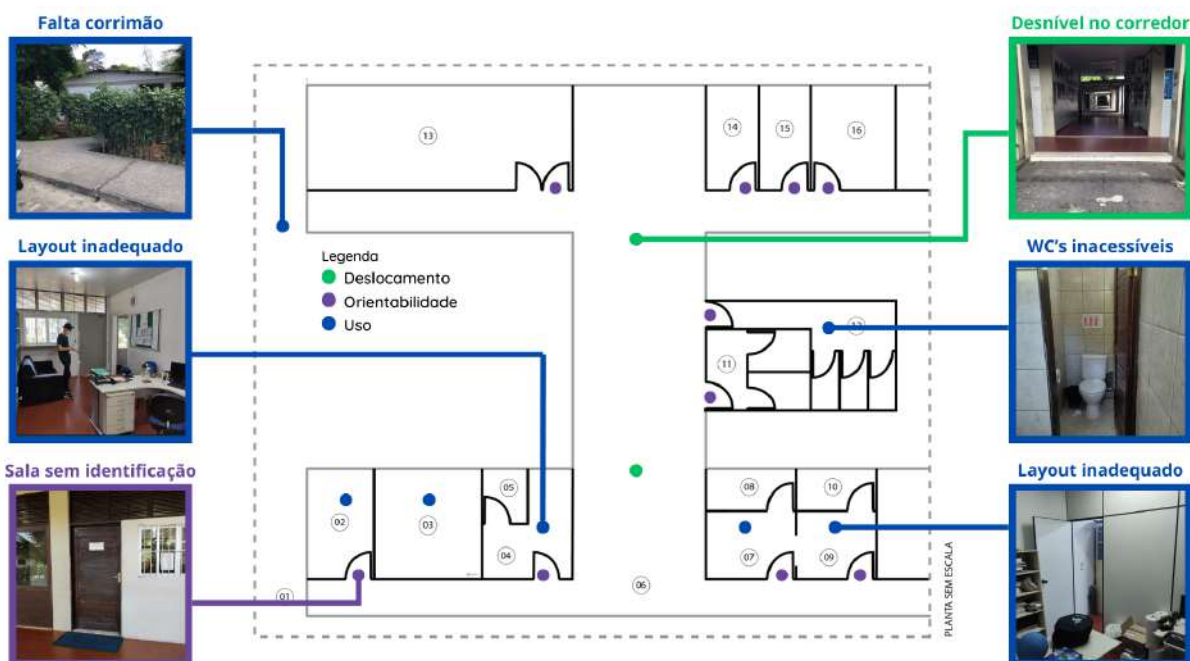 Falta corrimão
Desnível no corredor
13
14
15
16
Layout inadequado
WC's inacessíveis
Legenda
Deslocamento
Orientabilidade
Uso
12
11
Sala sem identificação
Layout inadequado
02
03
05
04
08
10
07
09
01
06
PLANTA SEM ESCALA